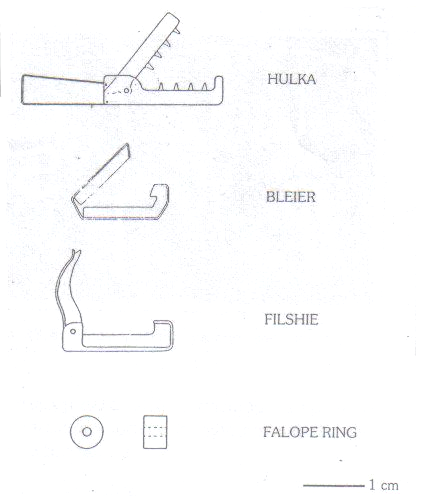 HULKA
BLEIER
FILSHIE
FALOPE RING
1 cm